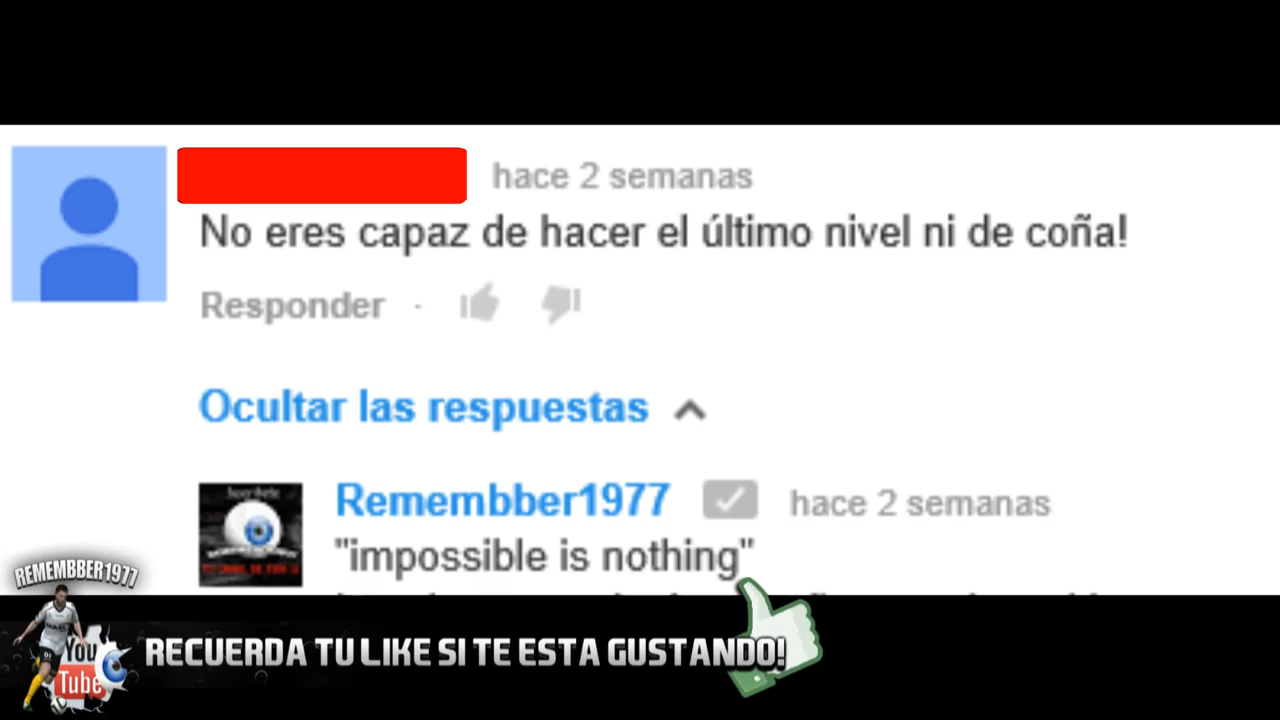 hace 2 semanas
No eres capaz de hacer el último nivel ni de coña!
Responder ·
Ocultar las respuestas
Remembber1977 hace 2 semanas
"impossible is nothing"
REMEMBBER1977
You
Tube
RECUERDA TU LIKE SI TE ESTA GUSTANDO!